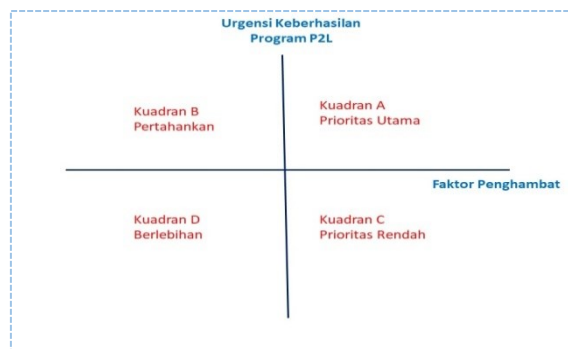 Urgensi Keberhasilan
Program P2L
Kuadran B
Pertahankan
Kuadran A
Prioritas Utama
Faktor Penghambat
Kuadran D
Berlebihan
Kuadran C
Prioritas Rendah